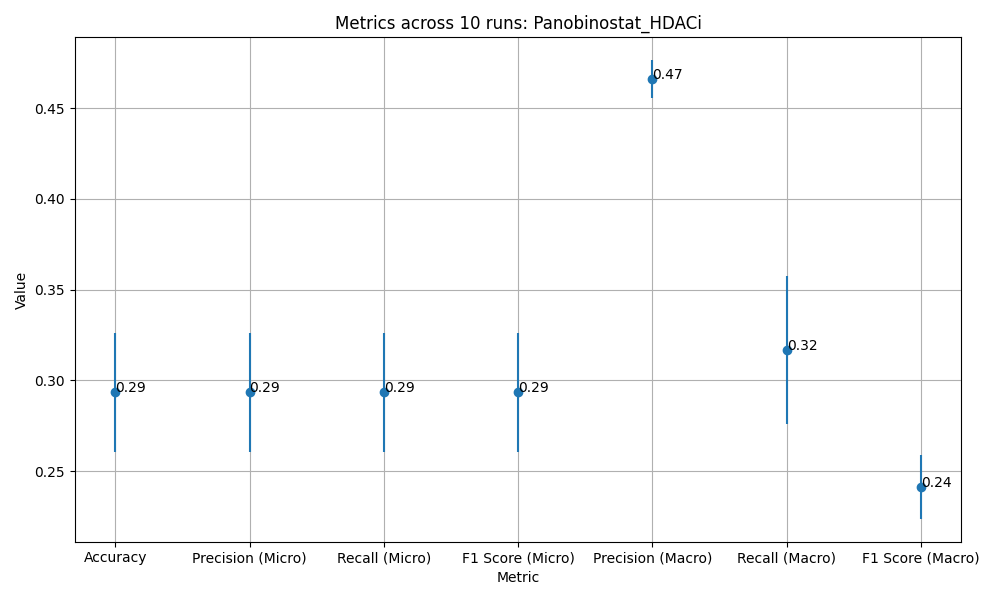 Metrics across 10 runs: Panobinostat_HDACi
Value
0.45
0.40
0.35
0.30
0.25
0.29
0.29
0.29
0.29
0.47
0.32
0.24
Accuracy
Precision (Micro)
Recall (Micro)
F1 Score (Micro)
Precision (Macro)
Recall (Macro)
F1 Score (Macro)
Metric